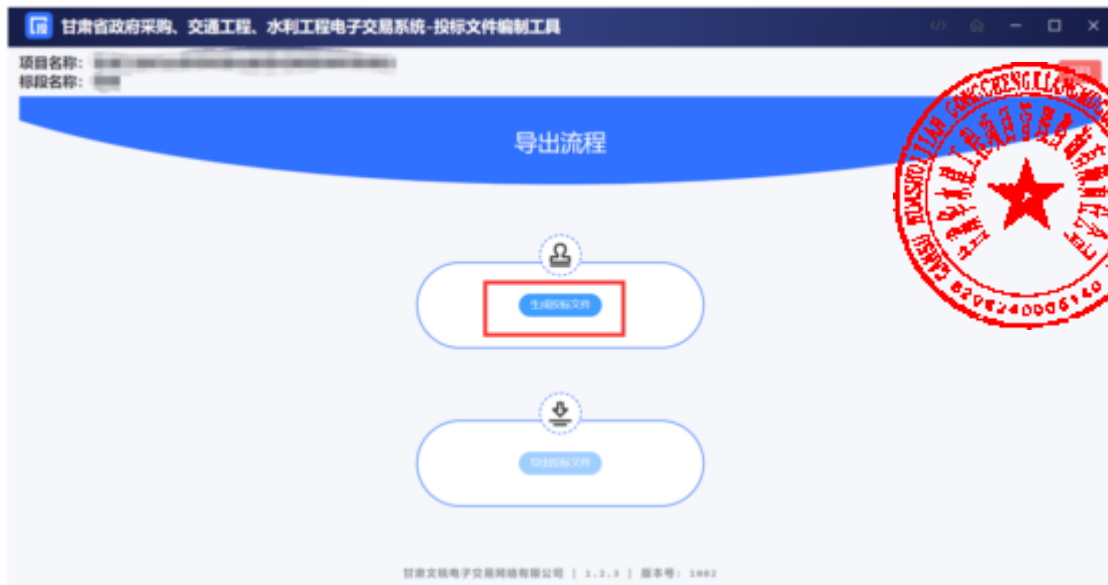 甘肃省政府采购、交通工程、水利工程电子交易系统-投标文件编制工具
项目名称：
标段名称：
导出流程
生成投标文件
导出投标文件
甘肃文锐电子交易网络有限公司 | 1.2.3 | 版本号: 1002